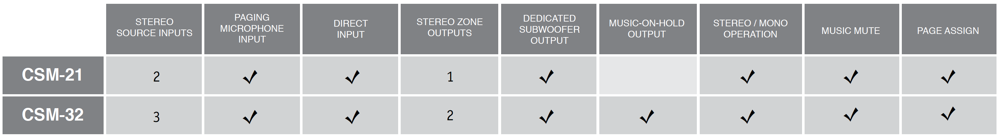 STEREO
SOURCE INPUTS
PAGING
MICROPHONE
INPUT
DIRECT
INPUT
STEREO ZONE
OUTPUTS
DEDICATED
SUBWOOFER
OUTPUT
MUSIC-ON-HOLD
OUTPUT
STEREO / MONO
OPERATION
MUSIC MUTE
PAGE ASSIGN
CSM-21 2 ✓ ✓ 1 ✓ ✓ ✓ ✓
CSM-32 3 ✓ ✓ 2 ✓ ✓ ✓ ✓ ✓